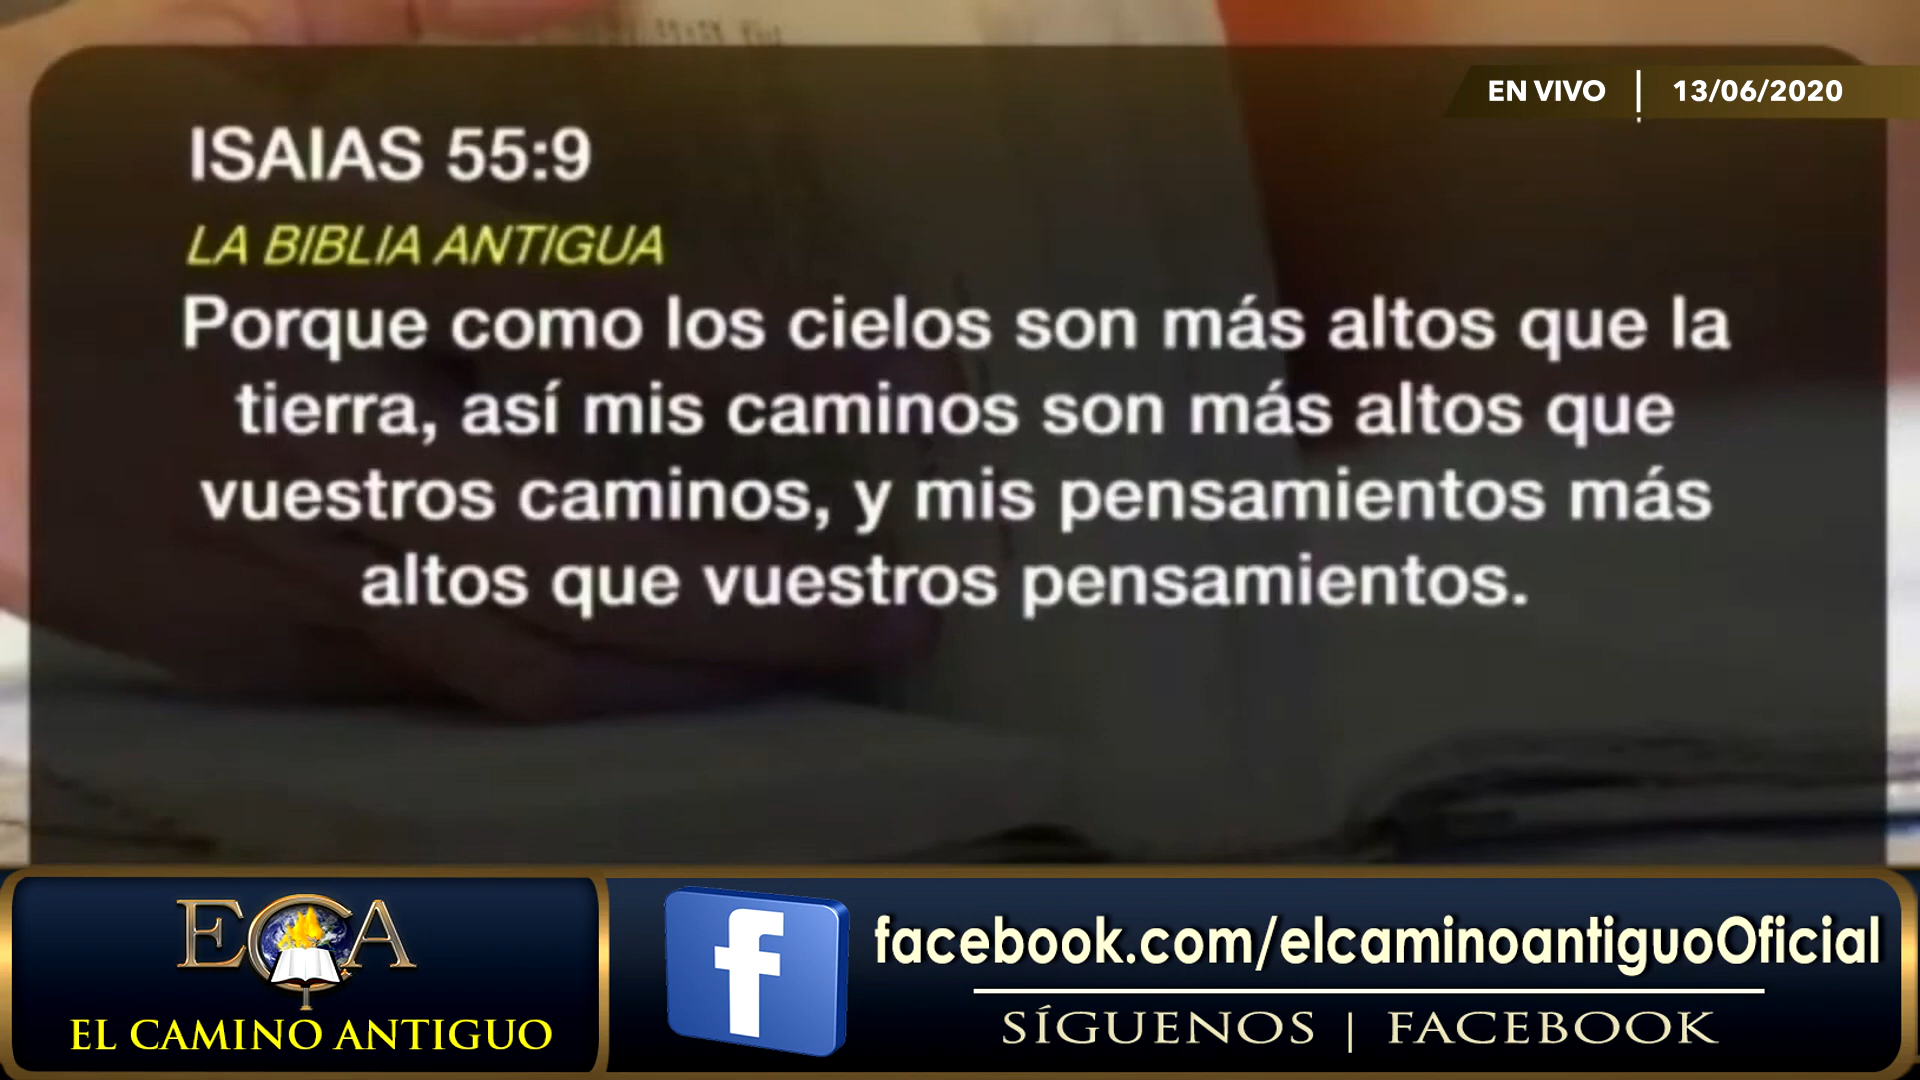 EN VIVO | 13/06/2020
ISAIAS 55:9
LA BIBLIA ANTIGUA
Porque como los cielos son más altos que la
tierra, así mis caminos son más altos que
vuestros caminos, y mis pensamientos más
altos que vuestros pensamientos.
ECA
EL CAMINO ANTIGUO
f
facebook.com/elcaminoantiguoOficial
SÍGUENOS | FACEBOOK